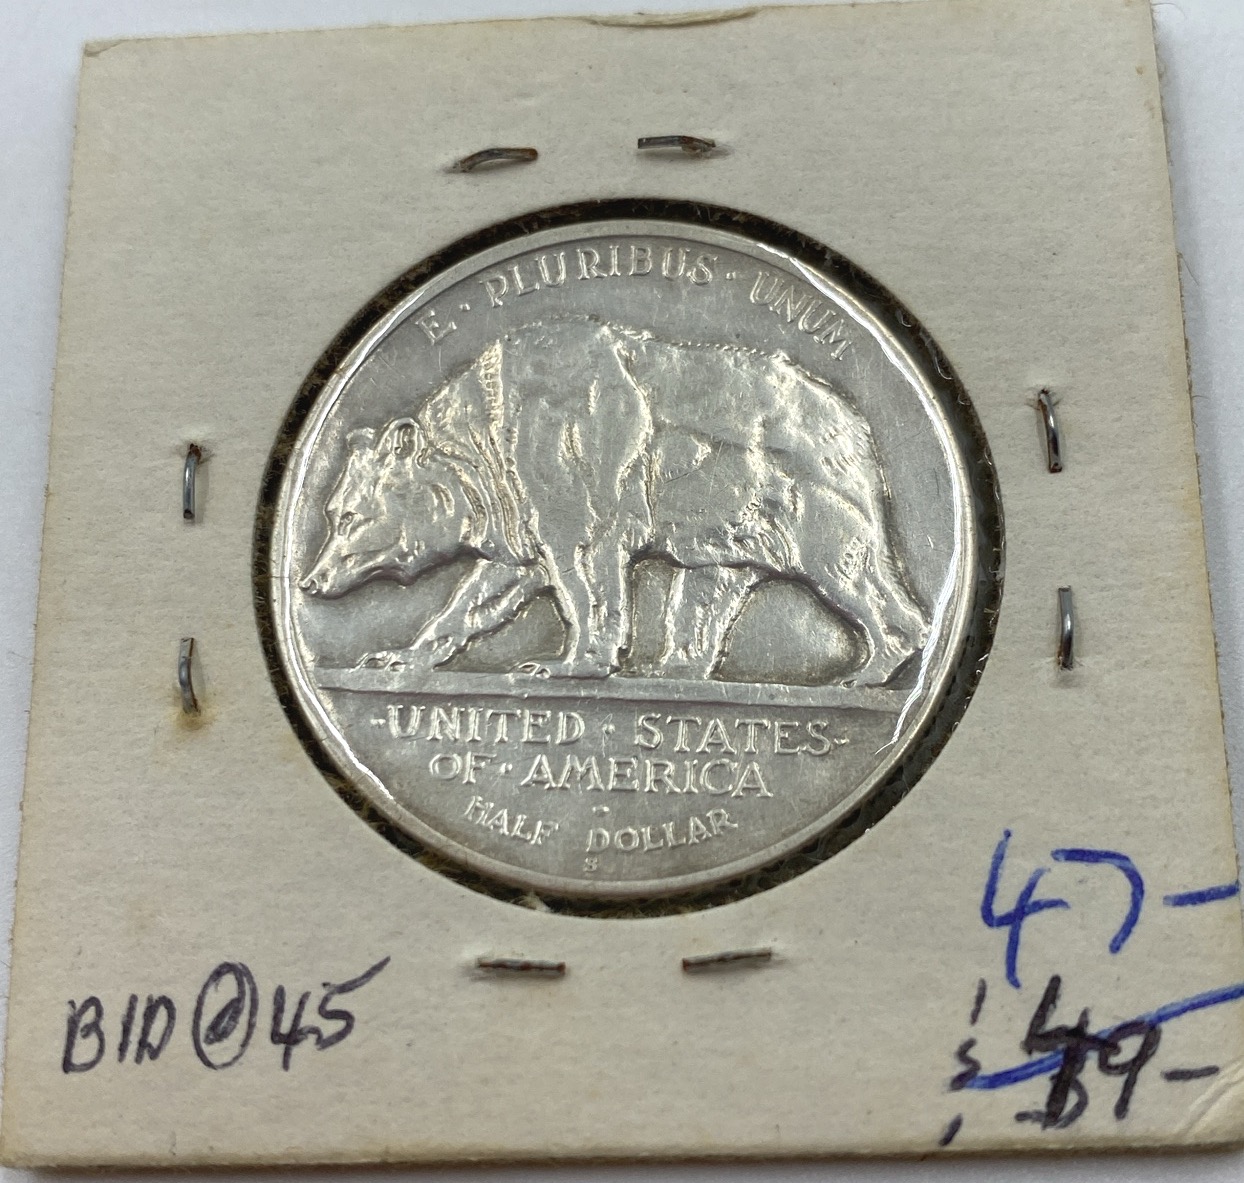 E · PLURIBUS · UNUM
-UNITED · STATES-
OF · AMERICA
HALF DOLLAR
S
BID @ 45
47-